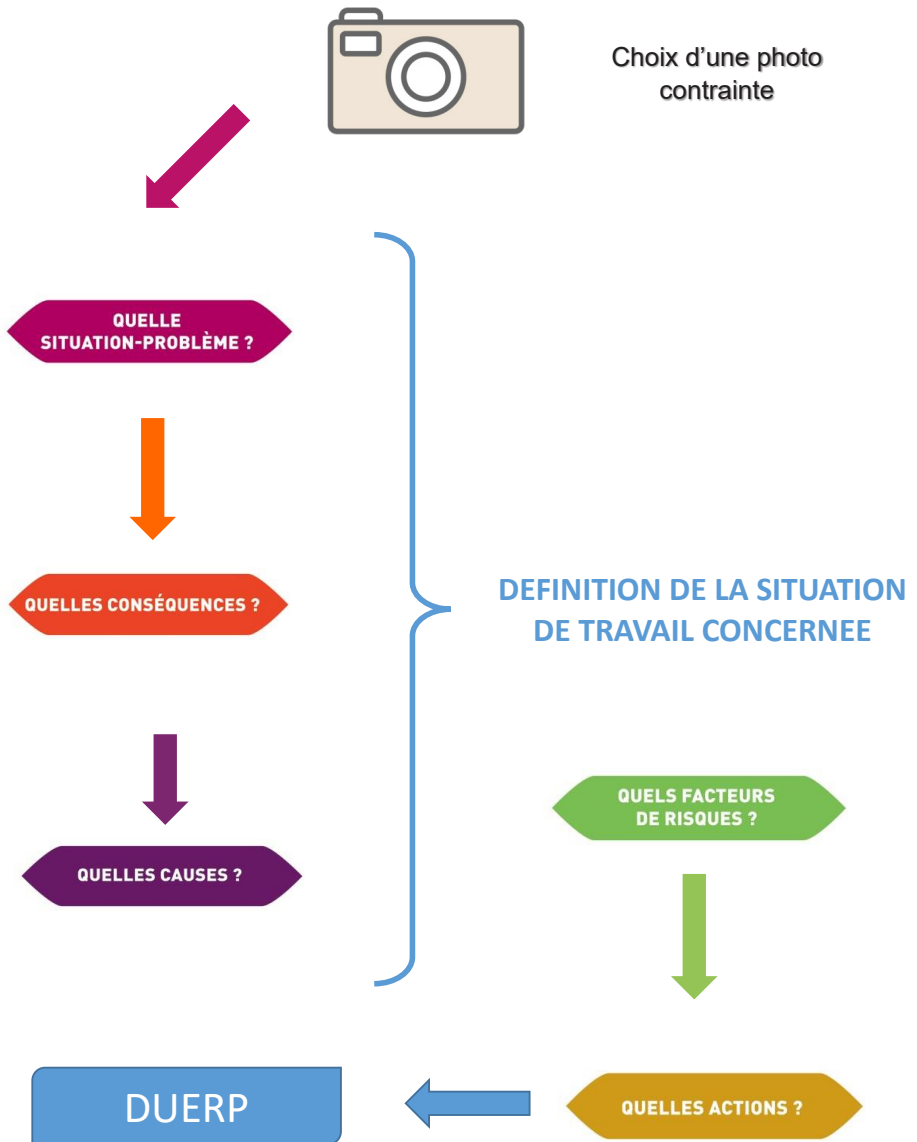 Choix d’une photo
contrainte
QUELLE
SITUATION-PROBLÈME ?
QUELLES CONSÉQUENCES ?
DEFINITION DE LA SITUATION
DE TRAVAIL CONCERNEE
QUELLES CAUSES ?
QUELS FACTEURS
DE RISQUES ?
QUELLES ACTIONS ?
DUERP